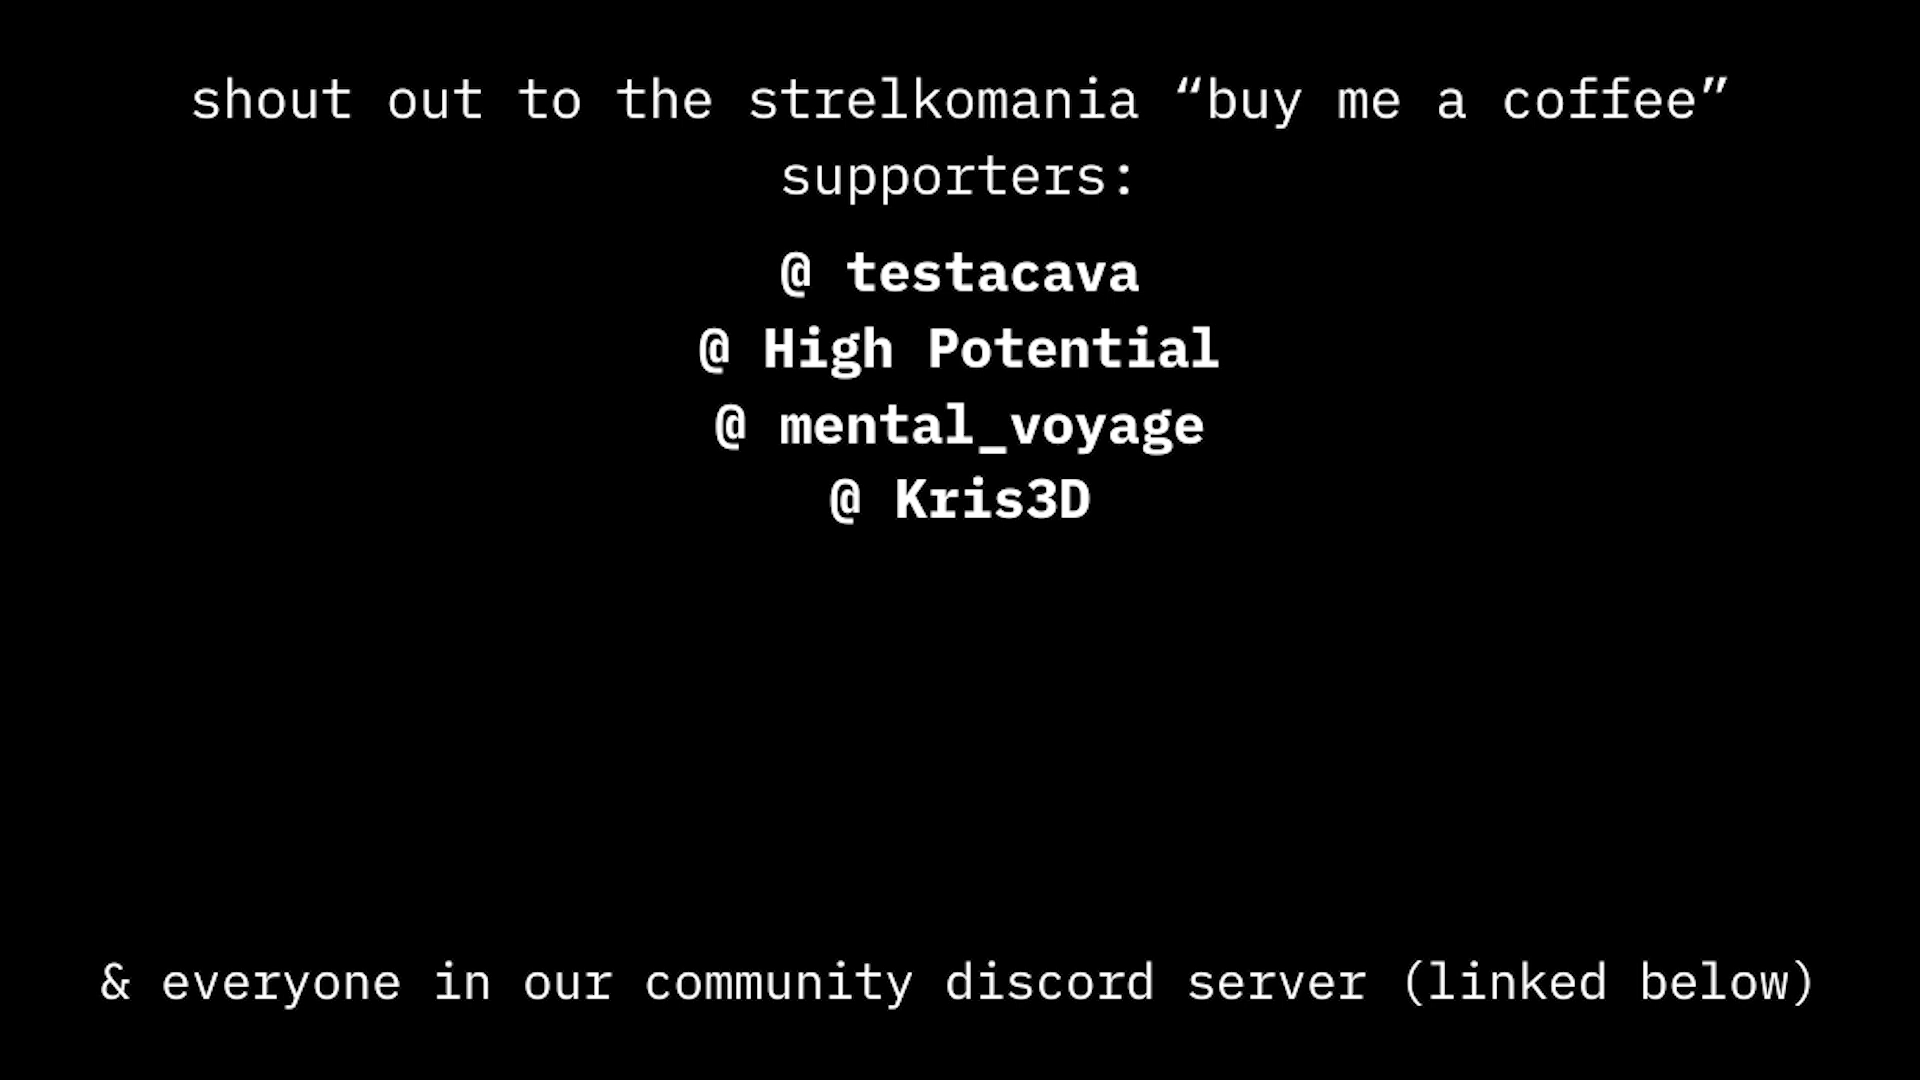 shout out to the strelkomania “buy me a coffee”
supporters:
@ testacava
@ High Potential
@ mental_voyage
@ Kris3D
& everyone in our community discord server (linked below)